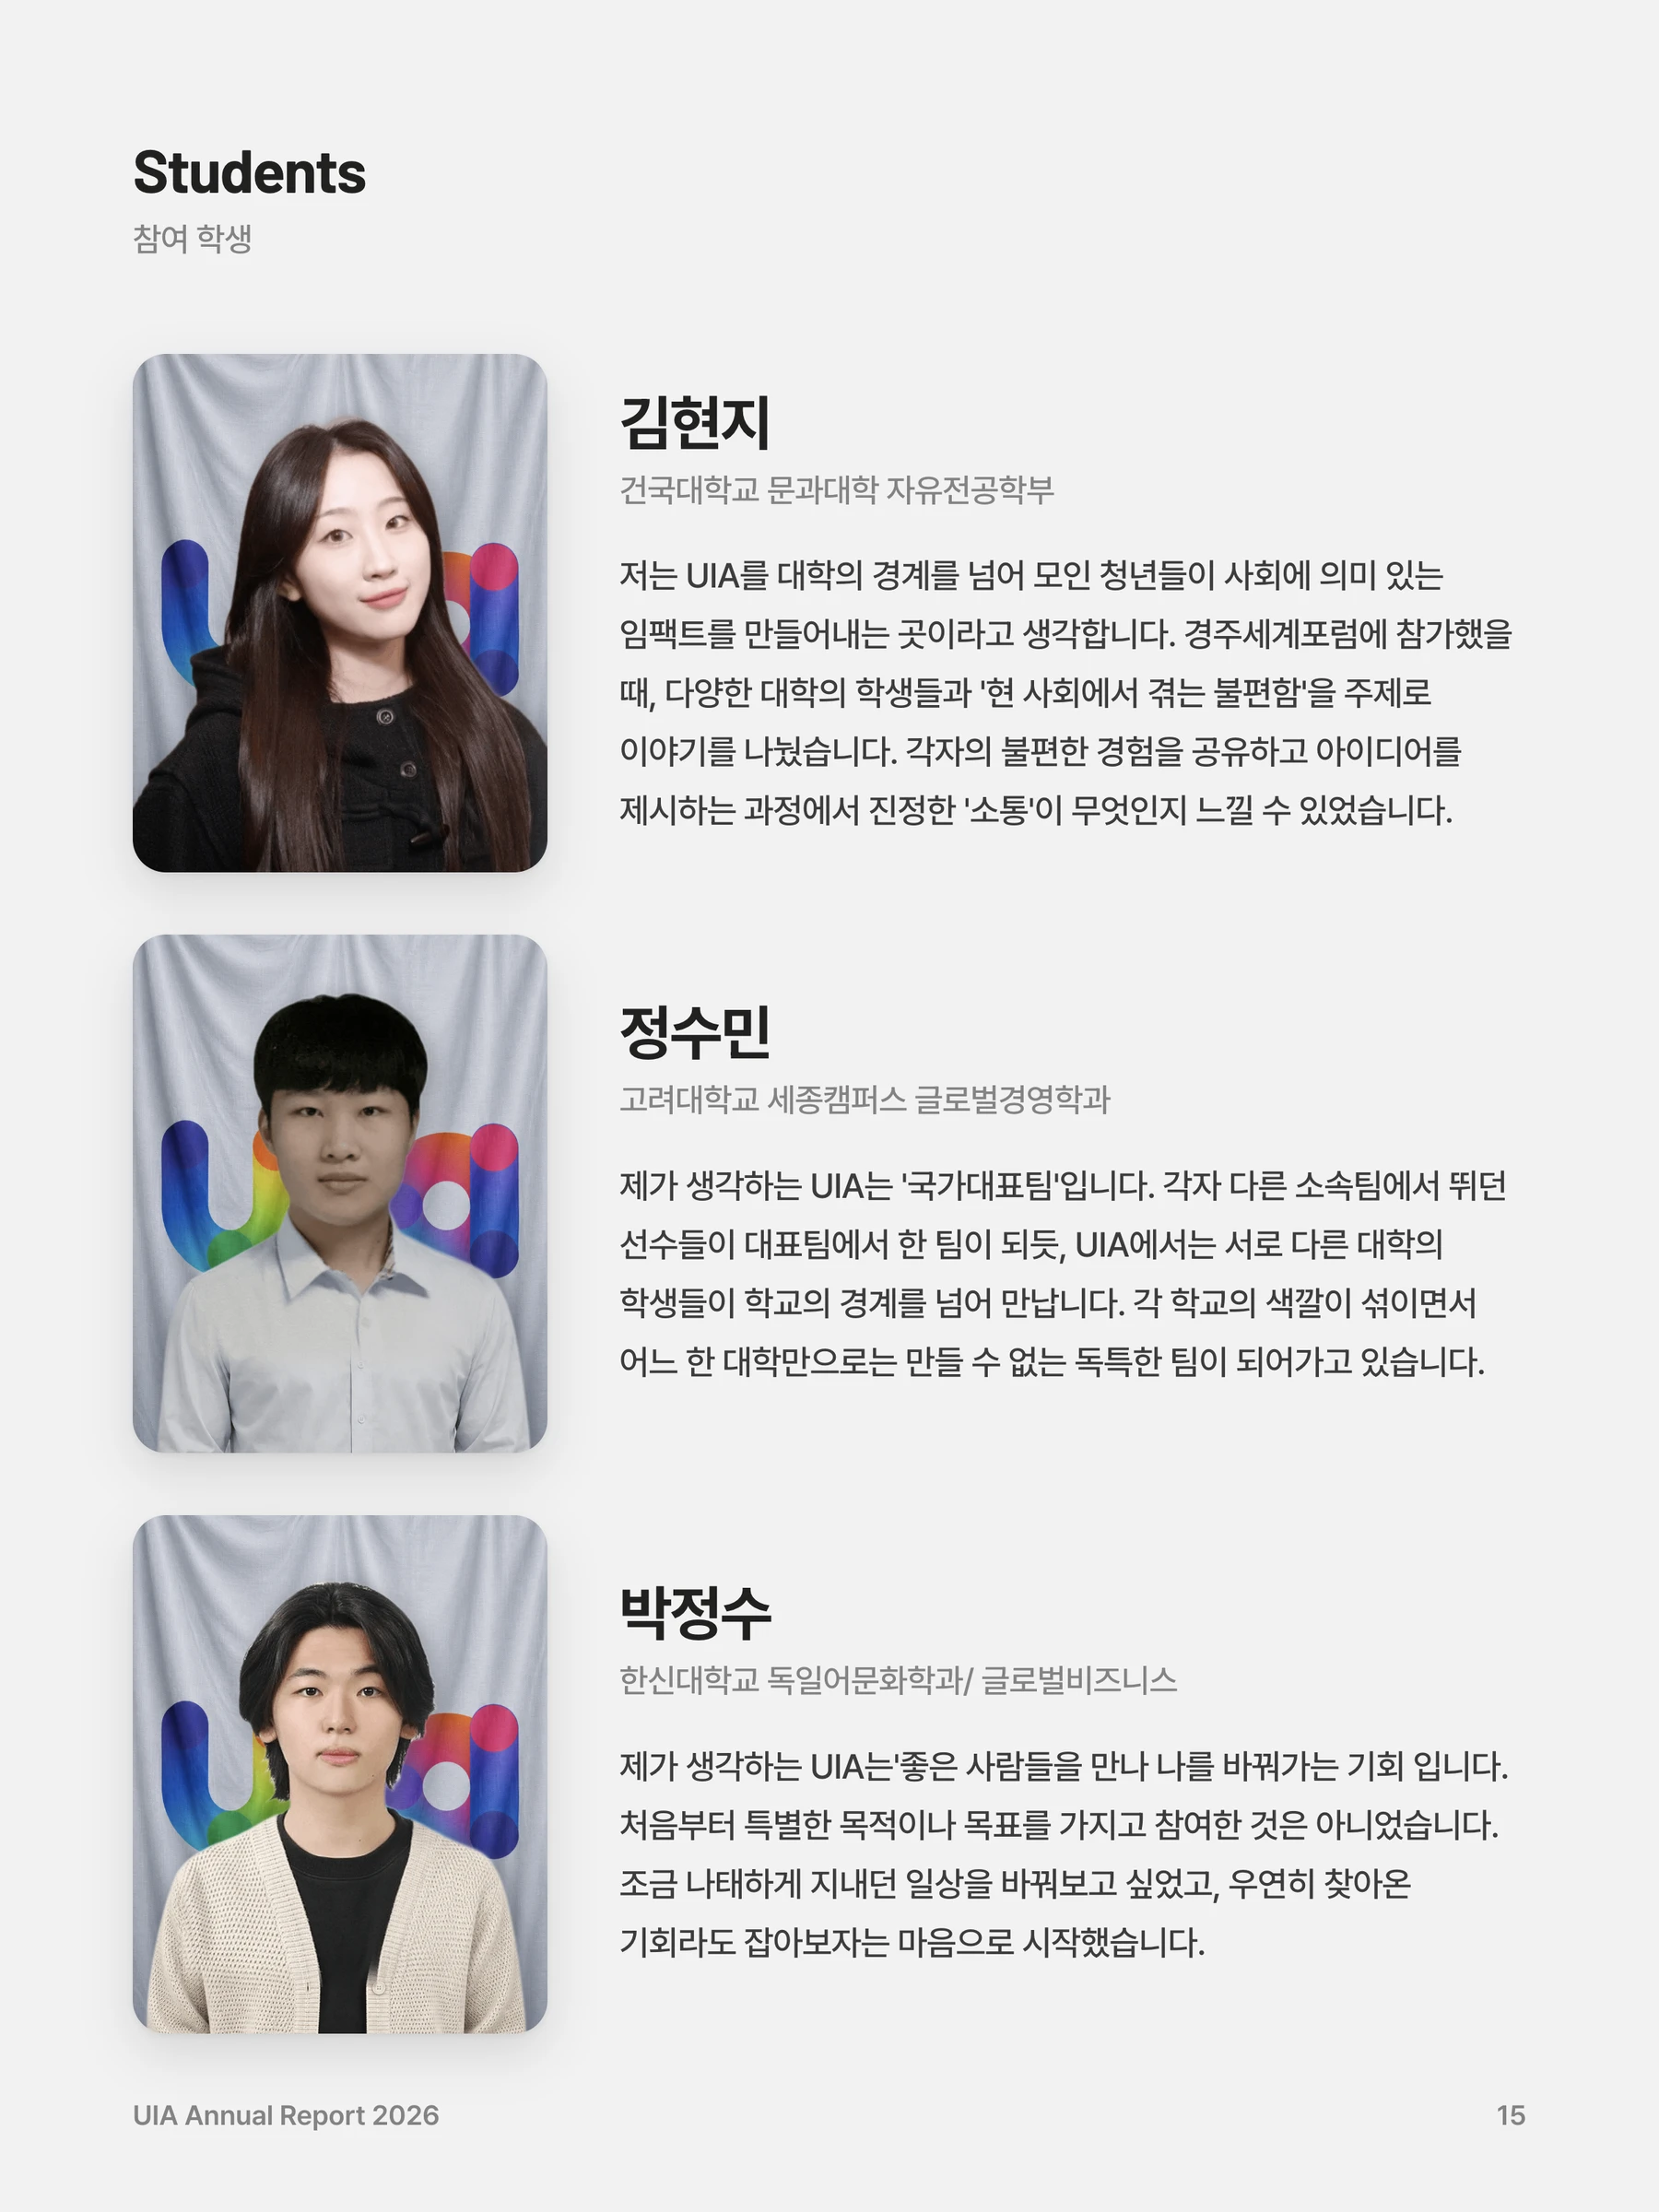 Students
참여 학생
김현지
건국대학교 문과대학 자유전공학부
저는 UIA를 대학의 경계를 넘어 모인 청년들이 사회에 의미 있는
임팩트를 만들어내는 곳이라고 생각합니다. 경주세계포럼에 참가했을
때, 다양한 대학의 학생들과 '현 사회에서 겪는 불편함'을 주제로
이야기를 나눴습니다. 각자의 불편한 경험을 공유하고 아이디어를
제시하는 과정에서 진정한 '소통'이 무엇인지 느낄 수 있었습니다.
정수민
고려대학교 세종캠퍼스 글로벌경영학과
제가 생각하는 UIA는 '국가대표팀'입니다. 각자 다른 소속팀에서 뛰던
선수들이 대표팀에서 한 팀이 되듯, UIA에서는 서로 다른 대학의
학생들이 학교의 경계를 넘어 만납니다. 각 학교의 색깔이 섞이면서
어느 한 대학만으로는 만들 수 없는 독특한 팀이 되어가고 있습니다.
박정수
한신대학교 독일어문화학과/ 글로벌비즈니스
제가 생각하는 UIA는'좋은 사람들을 만나 나를 바꿔가는 기회 입니다.
처음부터 특별한 목적이나 목표를 가지고 참여한 것은 아니었습니다.
조금 나태하게 지내던 일상을 바꿔보고 싶었고, 우연히 찾아온
기회라도 잡아보자는 마음으로 시작했습니다.
UIA Annual Report 2026
15